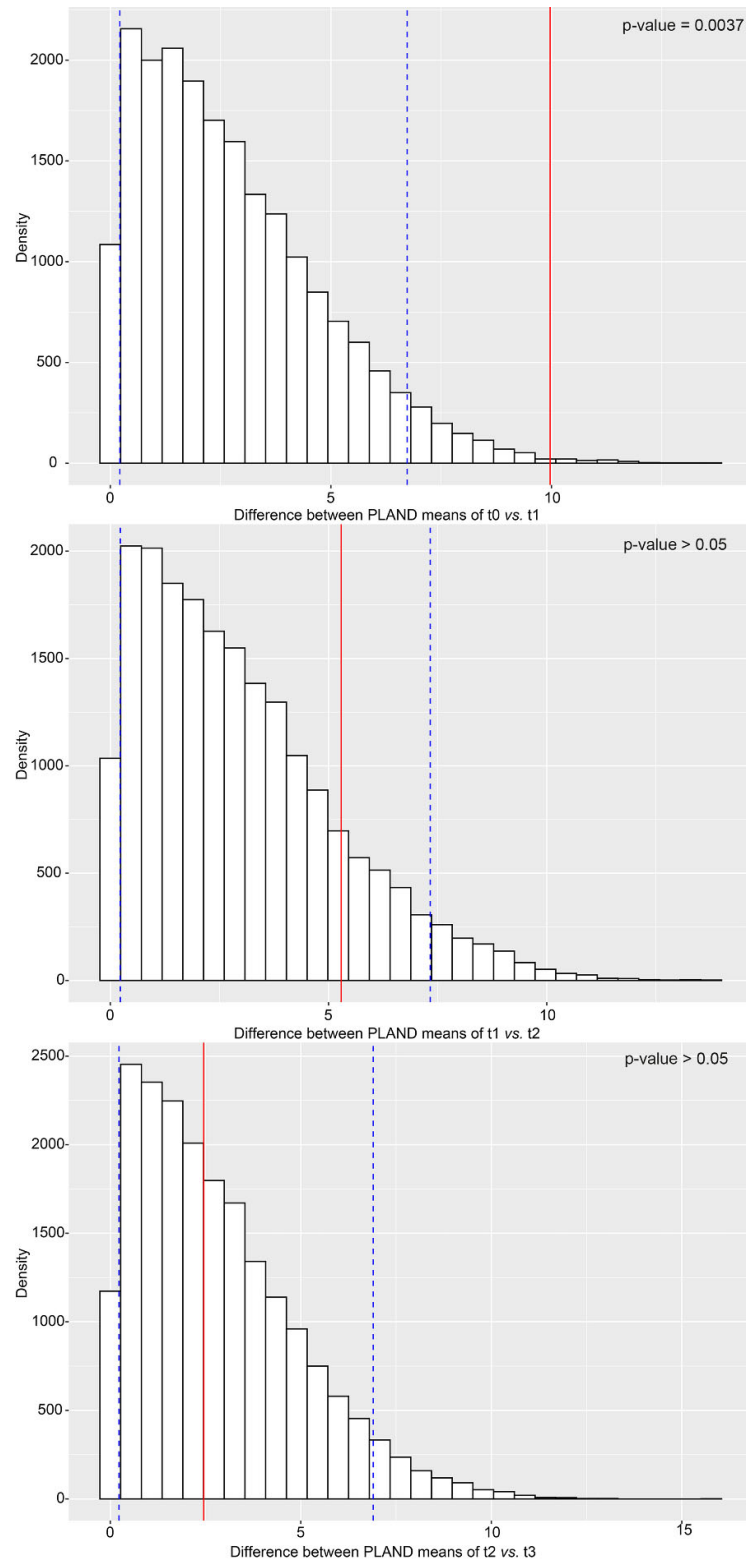 p-value = 0.0037
2000
1500
1000
500
0
Density
0 5 10
Difference between PLAND means of t0 vs. t1
p-value > 0.05
2000
1500
1000
500
0
Density
0 5 10
Difference between PLAND means of t1 vs. t2
p-value > 0.05
2500
2000
1500
1000
500
0
Density
0 5 10 15
Difference between PLAND means of t2 vs. t3